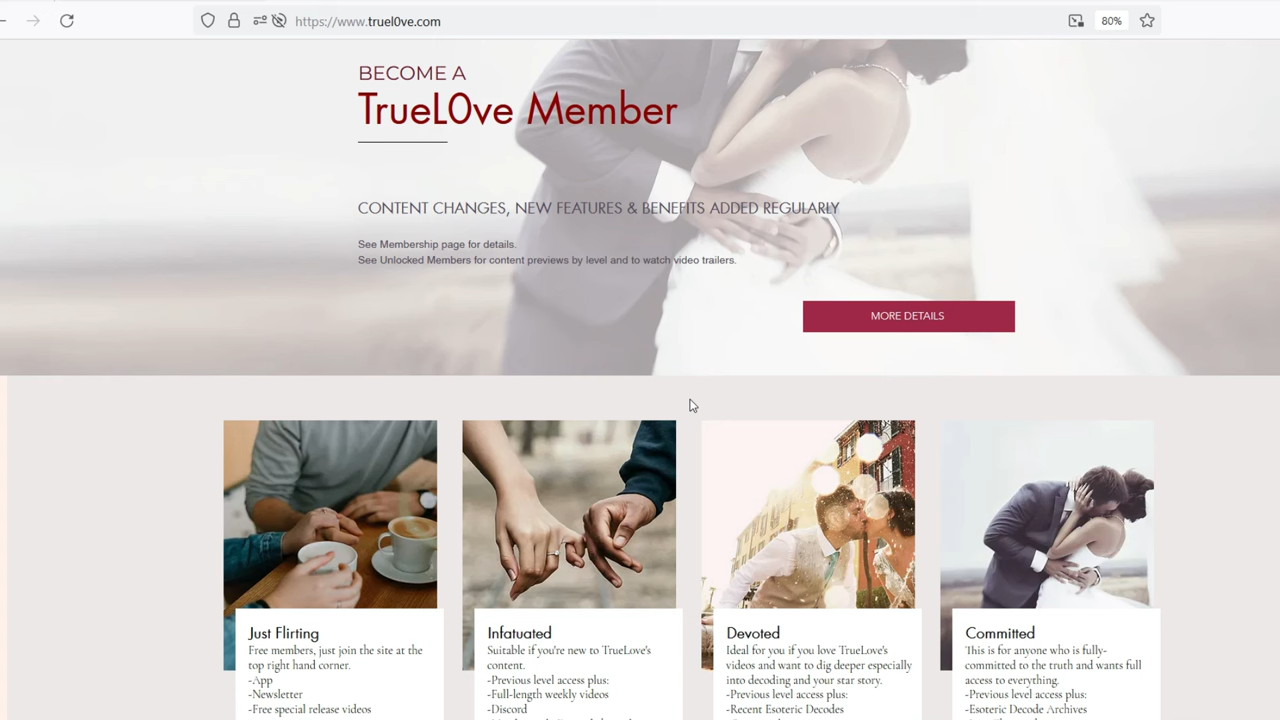 https://www.truel0ve.com
80%
BECOME A
TrueL0ve Member
CONTENT CHANGES, NEW FEATURES & BENEFITS ADDED REGULARLY
See Membership page for details.
See Unlocked Members for content previews by level and to watch video trailers.
MORE DETAILS
Just Flirting
Free members, just join the site at the
top right hand corner.
-App
-Newsletter
-Free special release videos
Infatuated
Suitable if you're new to TrueL0ve's
content.
-Previous level access plus:
-Full-length weekly videos
-Discord
Devoted
Ideal for you if you love TrueL0ve's
videos and want to dig deeper especially
into decoding and your star story.
-Previous level access plus:
-Recent Esoteric Decodes
Committed
This is for anyone who is fully-
committed to the truth and wants full
access to everything.
-Previous level access plus:
-Esoteric Decode Archives